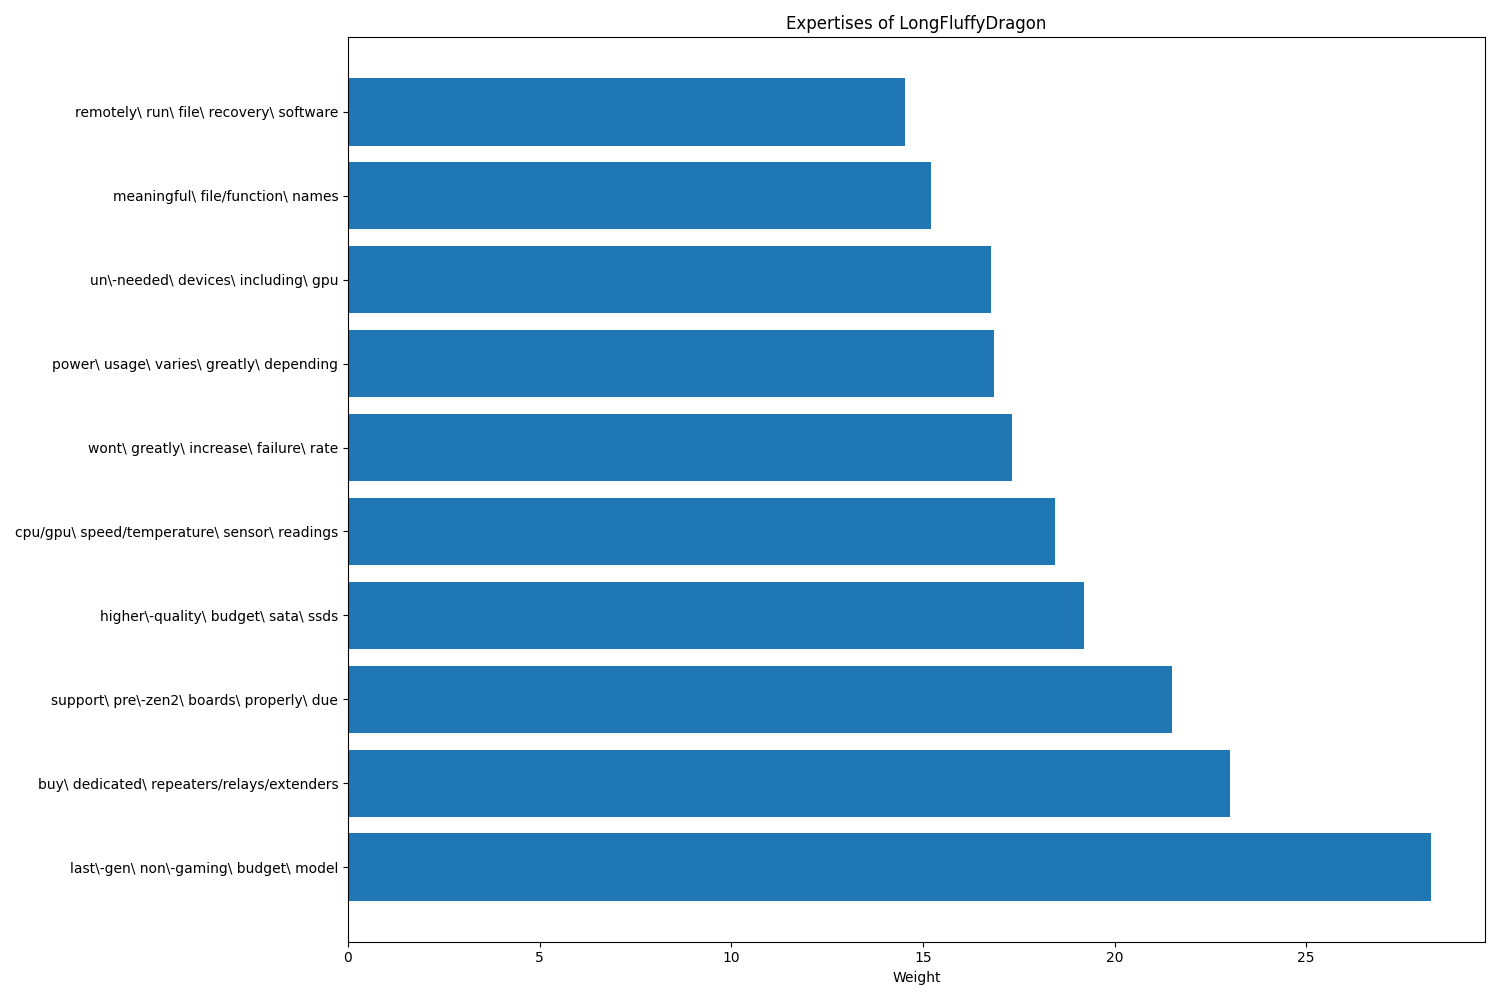 Expertises of LongFluffyDragon
remotely\ run\ file\ recovery\ software
meaningful\ file/function\ names
un\-needed\ devices\ including\ gpu
power\ usage\ varies\ greatly\ depending
wont\ greatly\ increase\ failure\ rate
cpu/gpu\ speed/temperature\ sensor\ readings
higher\-quality\ budget\ sata\ ssds
support\ pre\-zen2\ boards\ properly\ due
buy\ dedicated\ repeaters/relays/extenders
last\-gen\ non\-gaming\ budget\ model
0 5 10 15 20 25
Weight